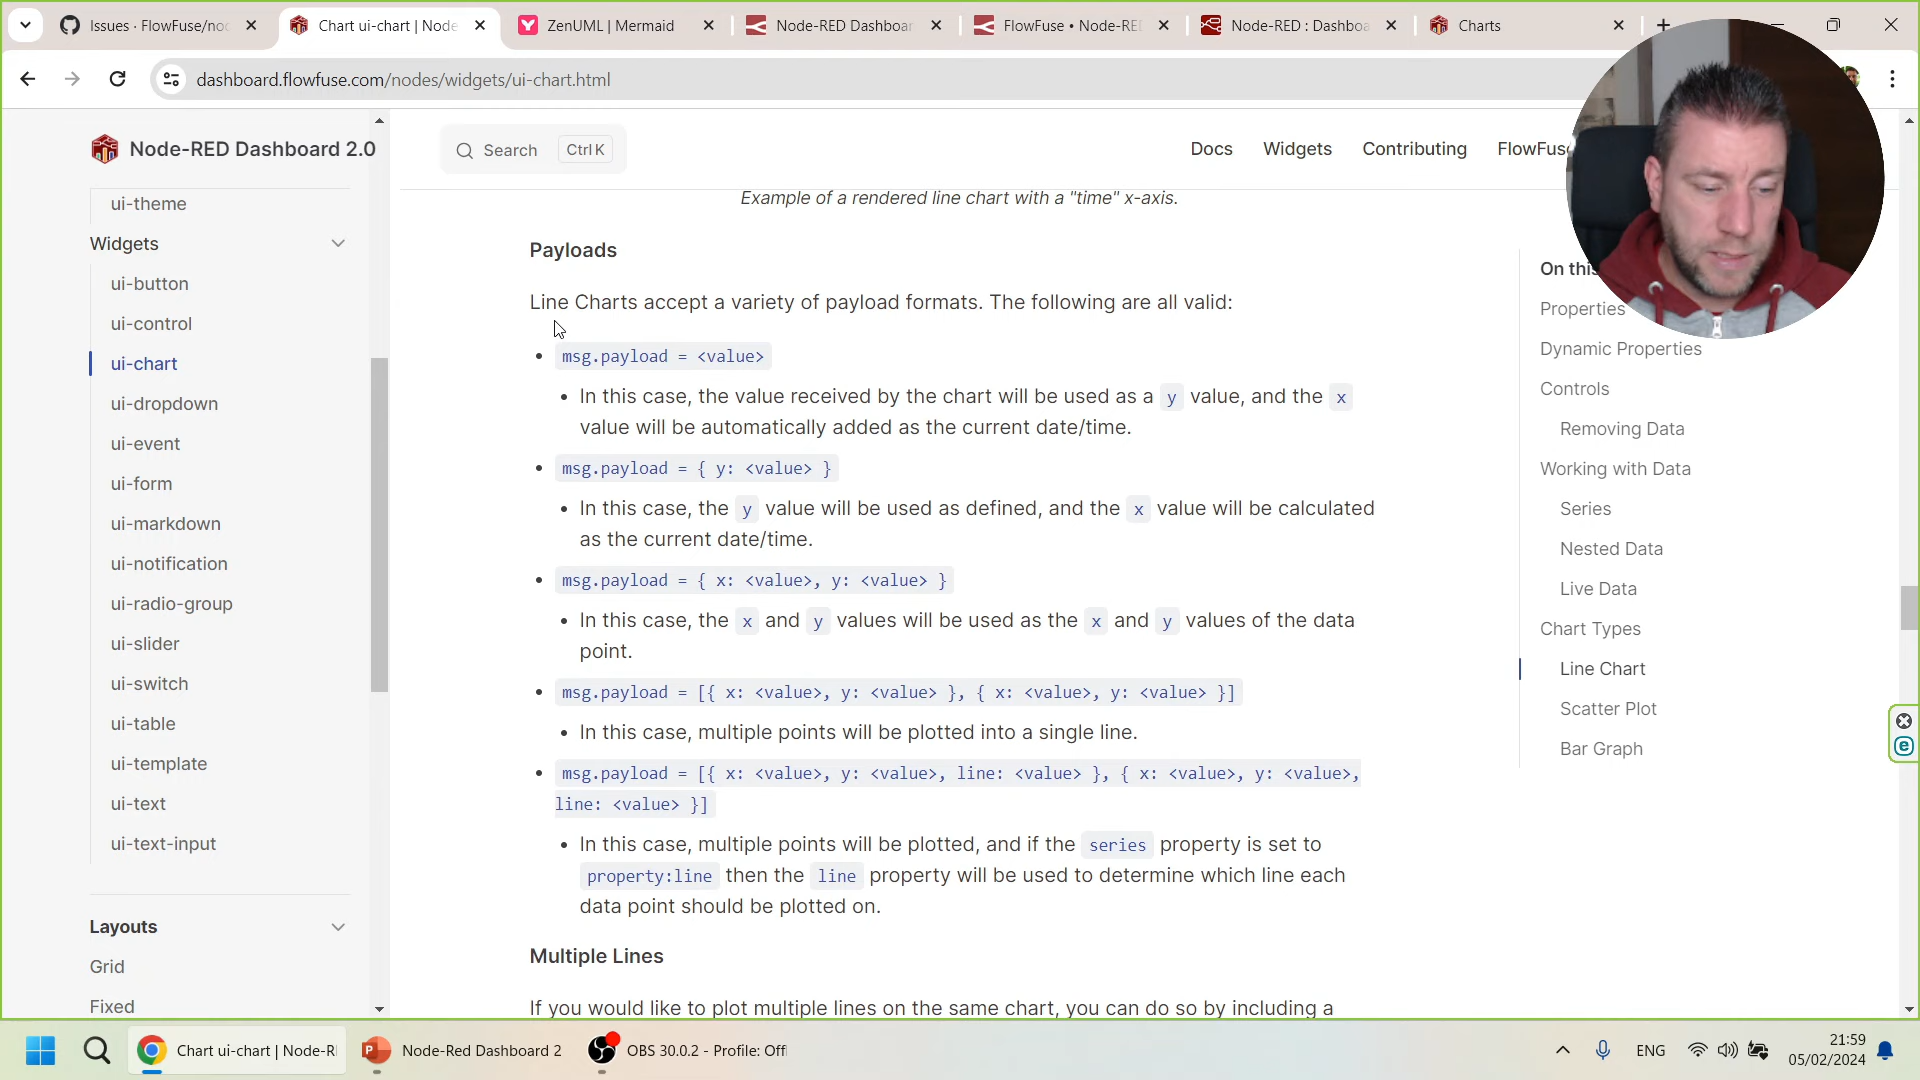 Issues · FlowFuse/no
Chart ui-chart | Node-
ZenUML | Mermaid
Node-RED Dashboar
FlowFuse • Node-RE
Node-RED : Dashbo
Charts
dashboard.flowfuse.com/nodes/widgets/ui-chart.html
Node-RED Dashboard 2.0
Search Ctrl K
Docs Widgets Contributing FlowFus
ui-theme
Widgets
ui-button
ui-control
ui-chart
ui-dropdown
ui-event
ui-form
ui-markdown
ui-notification
ui-radio-group
ui-slider
ui-switch
ui-table
ui-template
ui-text
ui-text-input
Layouts
Grid
Fixed
Example of a rendered line chart with a "time" x-axis.
Payloads
Line Charts accept a variety of payload formats. The following are all valid:
• msg.payload = <value>
• In this case, the value received by the chart will be used as a y value, and the x
value will be automatically added as the current date/time.
• msg.payload = { y: <value> }
• In this case, the y value will be used as defined, and the x value will be calculated
as the current date/time.
• msg.payload = { x: <value>, y: <value> }
• In this case, the x and y values will be used as the x and y values of the data
point.
• msg.payload = [{ x: <value>, y: <value> }, { x: <value>, y: <value> }]
• In this case, multiple points will be plotted into a single line.
• msg.payload = [{ x: <value>, y: <value>, line: <value> }, { x: <value>, y: <value>,
line: <value> }]
• In this case, multiple points will be plotted, and if the series property is set to
property:line then the line property will be used to determine which line each
data point should be plotted on.
Multiple Lines
If you would like to plot multiple lines on the same chart, you can do so by including a
On this
Properties
Dynamic Properties
Controls
Removing Data
Working with Data
Series
Nested Data
Live Data
Chart Types
Line Chart
Scatter Plot
Bar Graph
Chart ui-chart | Node-R
Node-Red Dashboard 2
OBS 30.0.2 - Profile: Off
ENG
21:59
05/02/2024